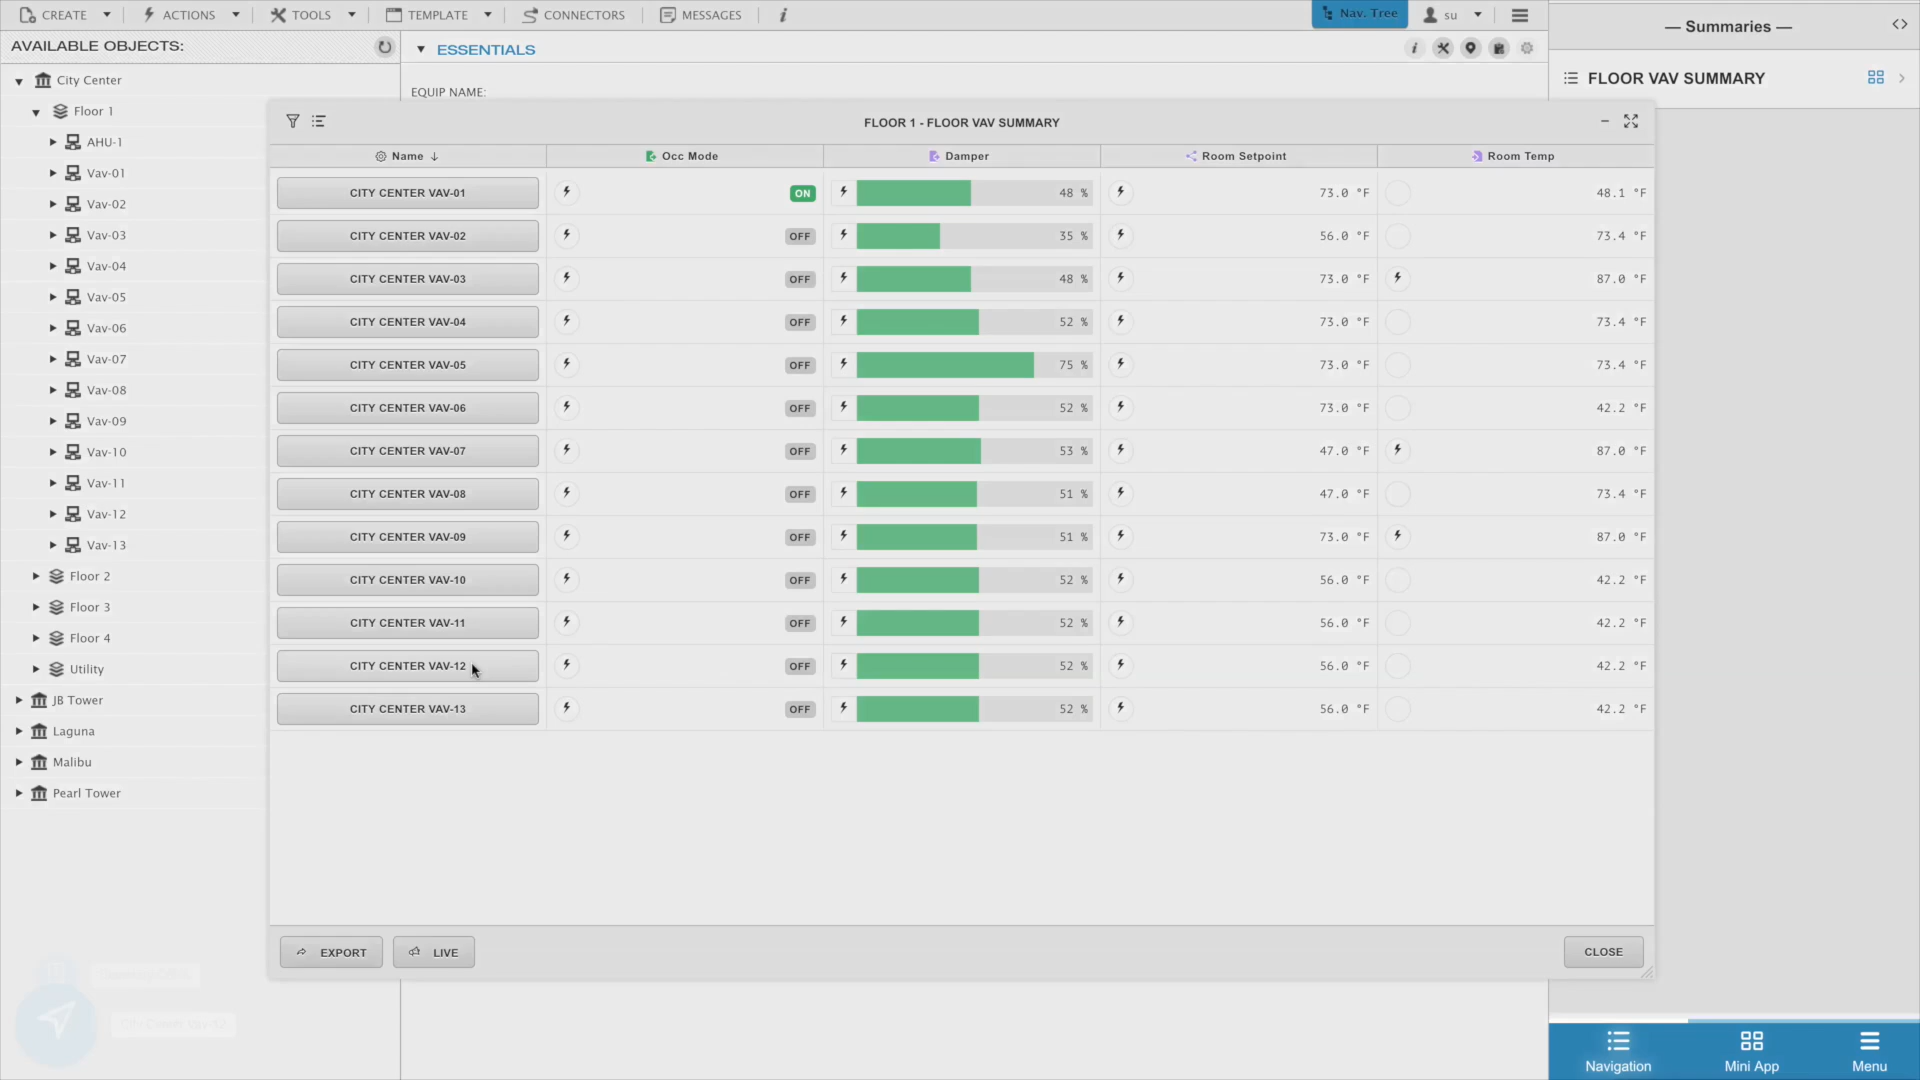 CREATE ACTIONS TOOLS TEMPLATE CONNECTORS MESSAGES i Nav. Tree su
— Summaries —
AVAILABLE OBJECTS:
ESSENTIALS
FLOOR VAV SUMMARY
EQUIP NAME:
City Center
Floor 1
AHU-1
Vav-01
Vav-02
Vav-03
Vav-04
Vav-05
Vav-06
Vav-07
Vav-08
Vav-09
Vav-10
Vav-11
Vav-12
Vav-13
Floor 2
Floor 3
Floor 4
Utility
JB Tower
Laguna
Malibu
Pearl Tower
FLOOR 1 - FLOOR VAV SUMMARY
Name Occ Mode Damper Room Setpoint Room Temp
CITY CENTER VAV-01 ON 48 % 73.0 °F 48.1 °F
CITY CENTER VAV-02 OFF 35 % 56.0 °F 73.4 °F
CITY CENTER VAV-03 OFF 48 % 73.0 °F 87.0 °F
CITY CENTER VAV-04 OFF 52 % 73.0 °F 73.4 °F
CITY CENTER VAV-05 OFF 75 % 73.0 °F 73.4 °F
CITY CENTER VAV-06 OFF 52 % 73.0 °F 42.2 °F
CITY CENTER VAV-07 OFF 53 % 47.0 °F 87.0 °F
CITY CENTER VAV-08 OFF 51 % 47.0 °F 73.4 °F
CITY CENTER VAV-09 OFF 51 % 73.0 °F 87.0 °F
CITY CENTER VAV-10 OFF 52 % 56.0 °F 42.2 °F
CITY CENTER VAV-11 OFF 52 % 56.0 °F 42.2 °F
CITY CENTER VAV-12 OFF 52 % 56.0 °F 42.2 °F
CITY CENTER VAV-13 OFF 52 % 56.0 °F 42.2 °F
EXPORT LIVE CLOSE
Navigation Mini App Menu